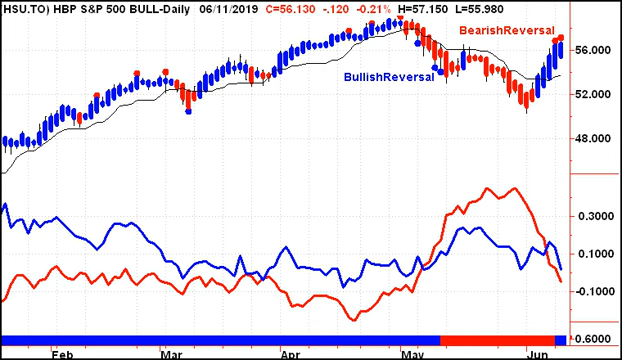 HSU.TO) HBP S&P 500 BULL-Daily 06/11/2019 C=56.130 -.120 -0.21% H=57.150 L=55.980
BearishReversal
56.000
BullishReversal
52.000
48.000
0.3000
0.1000
-0.1000
0.6000
Feb Mar Apr May Jun